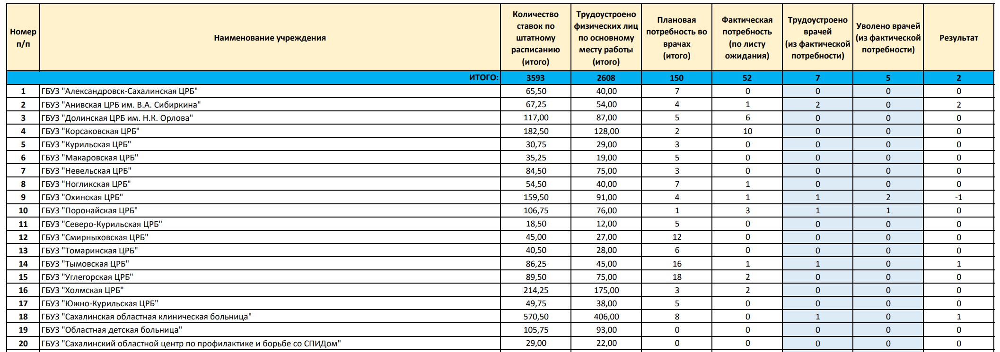 Номер п/п Наименование учреждения Количество ставок по штатному расписанию (итого) Трудоустроено физических лиц по основному месту работы (итого) Плановая потребность во врачах (итого) Фактическая потребность (по листу ожидания) Трудоустроено врачей (из фактической потребности) Уволено врачей (из фактической потребности) Результат
ИТОГО: 3593 2608 150 52 7 5 2
1 ГБУЗ "Александровск-Сахалинская ЦРБ" 65,50 40,00 7 0 0 0 0
2 ГБУЗ "Анивская ЦРБ им. В.А. Сибиркина" 67,25 54,00 4 1 2 0 2
3 ГБУЗ "Долинская ЦРБ им. Н.К. Орлова" 117,00 87,00 5 6 0 0 0
4 ГБУЗ "Корсаковская ЦРБ" 182,50 128,00 2 10 0 0 0
5 ГБУЗ "Курильская ЦРБ" 30,75 29,00 3 0 0 0 0
6 ГБУЗ "Макаровская ЦРБ" 35,25 19,00 5 0 0 0 0
7 ГБУЗ "Невельская ЦРБ" 84,50 75,00 3 0 0 0 0
8 ГБУЗ "Ногликская ЦРБ" 54,50 40,00 7 1 0 0 0
9 ГБУЗ "Охинская ЦРБ" 159,50 91,00 4 1 1 2 -1
10 ГБУЗ "Поронайская ЦРБ" 106,75 76,00 1 3 1 1 0
11 ГБУЗ "Северо-Курильская ЦРБ" 18,50 12,00 5 0 0 0 0
12 ГБУЗ "Смирныховская ЦРБ" 45,00 27,00 12 0 0 0 0
13 ГБУЗ "Томаринская ЦРБ" 40,50 28,00 6 0 0 0 0
14 ГБУЗ "Тымовская ЦРБ" 86,25 45,00 16 1 1 0 1
15 ГБУЗ "Углегорская ЦРБ" 89,50 75,00 18 2 0 0 0
16 ГБУЗ "Холмская ЦРБ" 214,25 175,00 3 2 0 0 0
17 ГБУЗ "Южно-Курильская ЦРБ" 49,75 38,00 5 0 0 0 0
18 ГБУЗ "Сахалинская областная клиническая больница" 570,50 406,00 8 0 1 0 1
19 ГБУЗ "Областная детская больница" 105,75 93,00 0 0 0 0 0
20 ГБУЗ "Сахалинский областной центр по профилактике и борьбе со СПИДом" 29,00 22,00 0 0 0 0 0